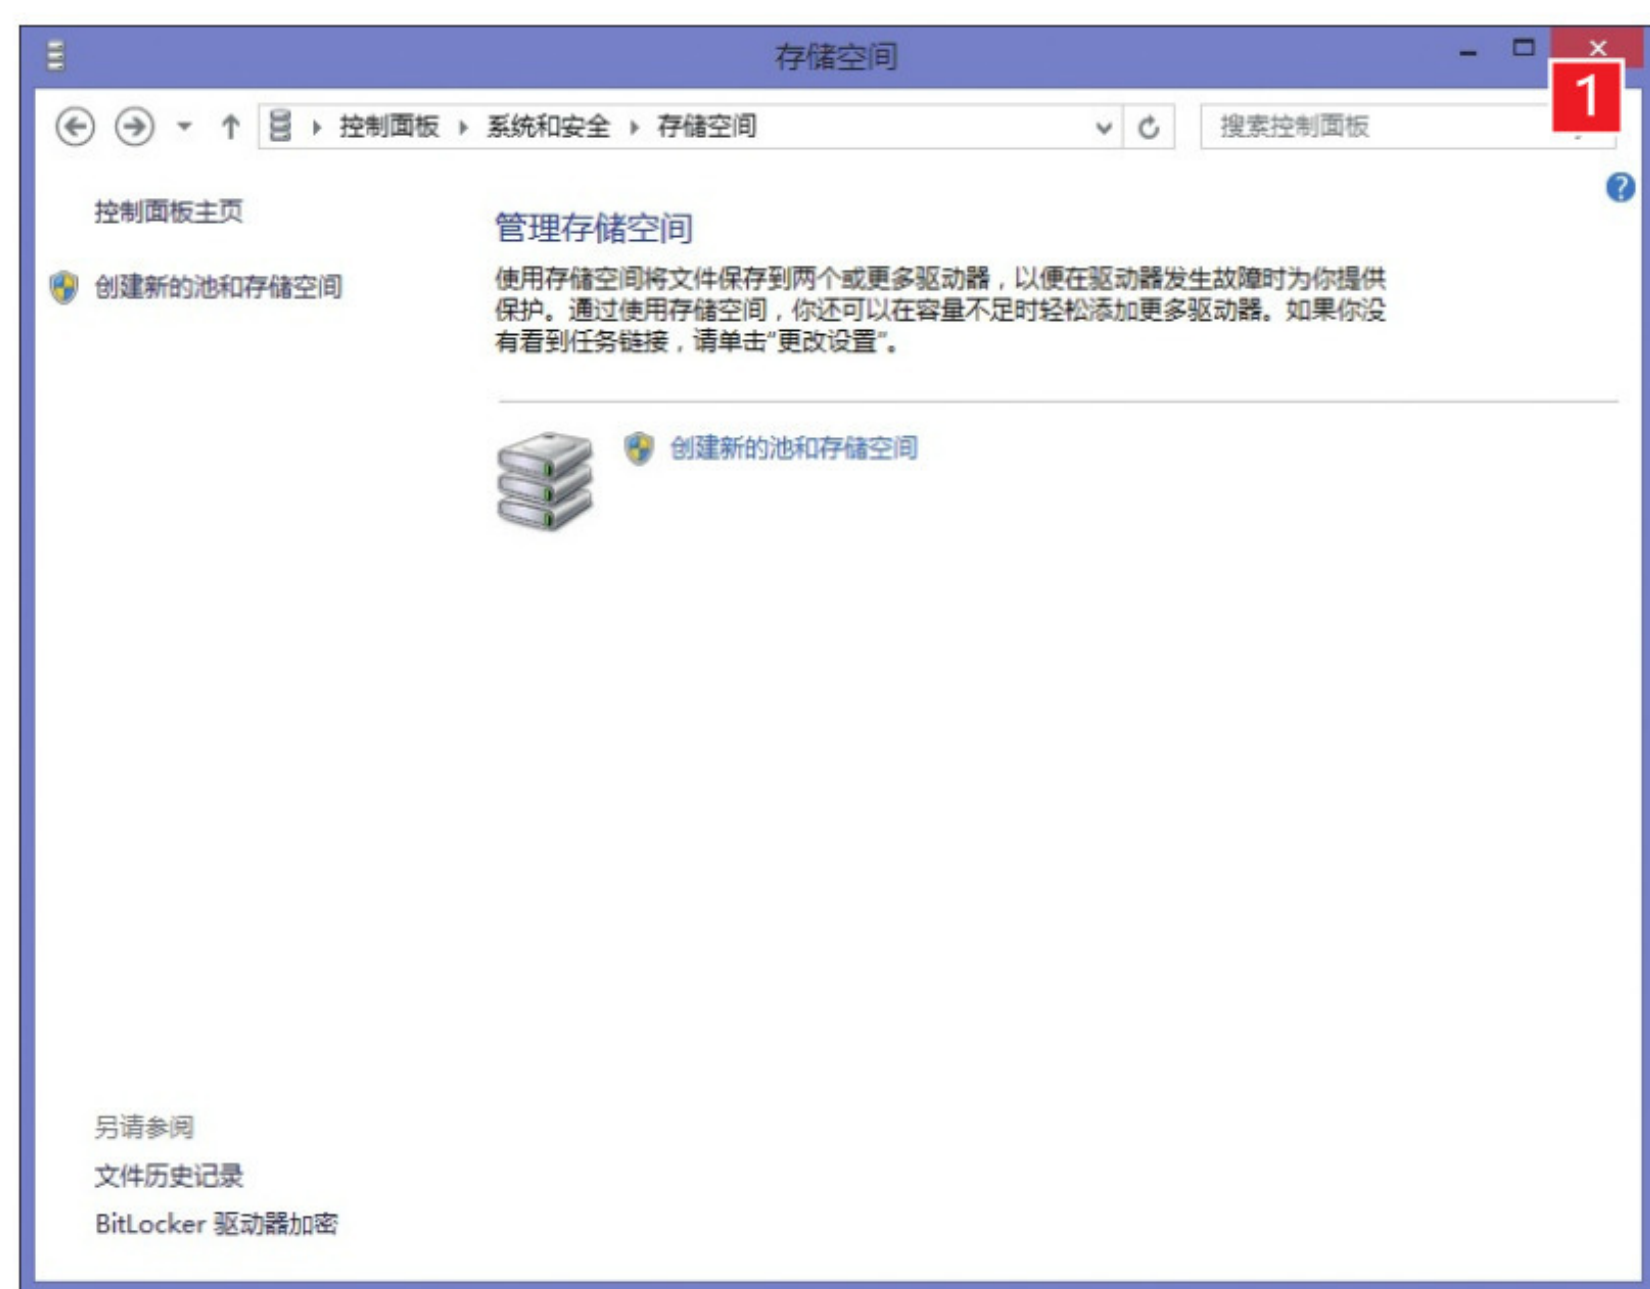 存储空间
1
控制面板 系统和安全 存储空间
搜索控制面板
控制面板主页
创建新的池和存储空间
管理存储空间
使用存储空间将文件保存到两个或更多驱动器，以便在驱动器发生故障时为你提供
保护。通过使用存储空间，你还可以在容量不足时轻松添加更多驱动器。如果你没
有看到任务链接，请单击"更改设置"。
创建新的池和存储空间
另请参阅
文件历史记录
BitLocker 驱动器加密